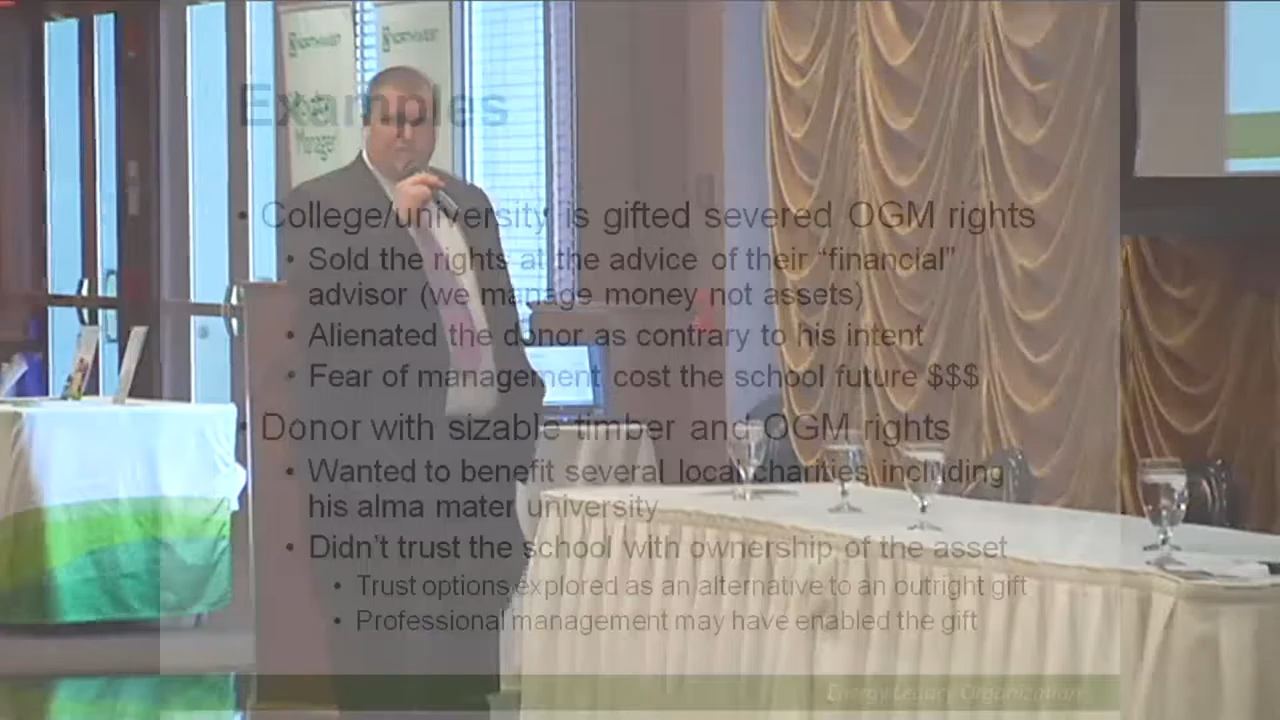 NORTHWEST
NORTHWEST
Examples
Manager
• College/university is gifted severed OGM rights
• Sold the rights at the advice of their “financial”
advisor (we manage money not assets)
• Alienated the donor as contrary to his intent
• Fear of management cost the school future $$$
• Donor with sizable timber and OGM rights
• Wanted to benefit several local charities including
his alma mater university
• Didn’t trust the school with ownership of the asset
• Trust options explored as an alternative to an outright gift
• Professional management may have enabled the gift
Energy Legacy Organization